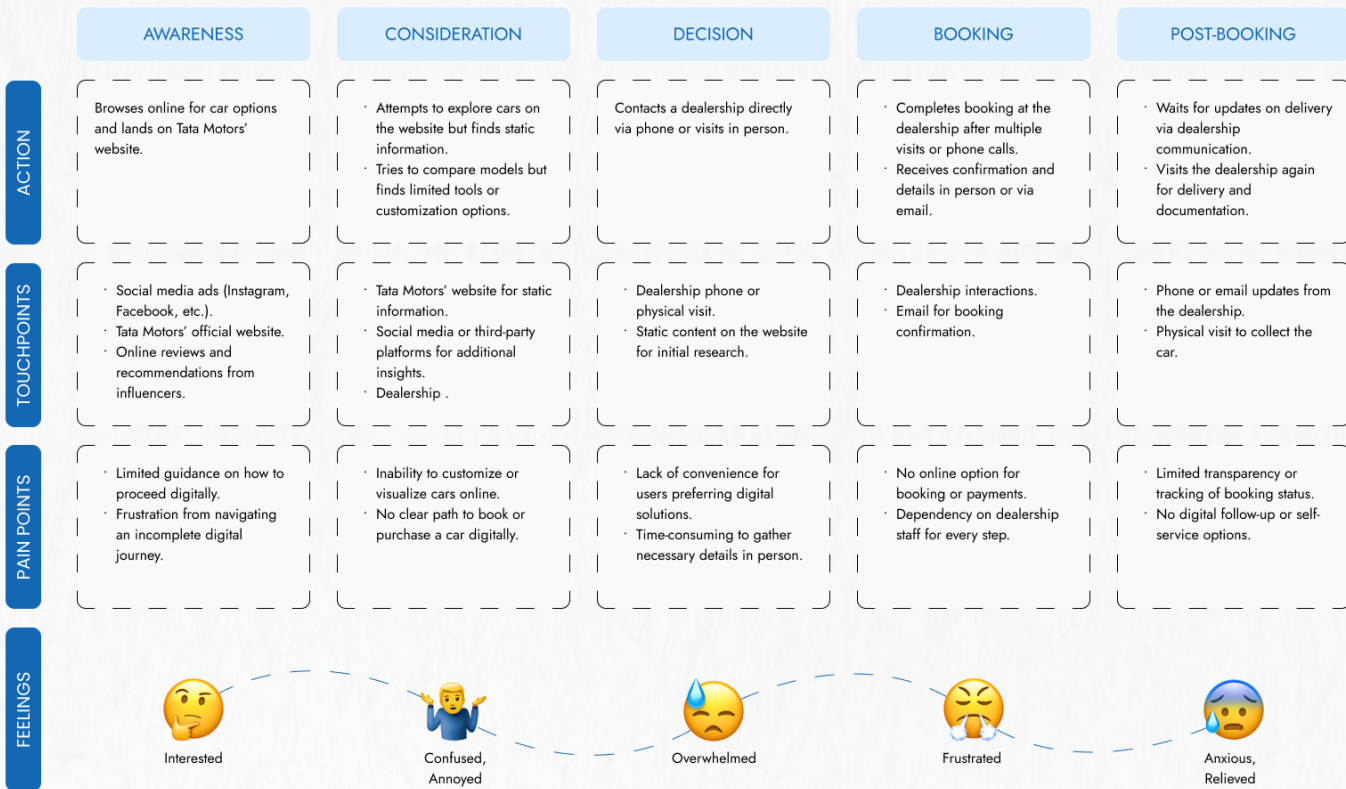 AWARENESS
CONSIDERATION
DECISION
BOOKING
POST-BOOKING
ACTION
Browses online for car options
and lands on Tata Motors'
website.
· Attempts to explore cars on
the website but finds static
information.
· Tries to compare models but
finds limited tools or
customization options.
Contacts a dealership directly
via phone or visits in person.
· Completes booking at the
dealership after multiple
visits or phone calls.
· Receives confirmation and
details in person or via
email.
· Waits for updates on delivery
via dealership
communication.
· Visits the dealership again
for delivery and
documentation.
TOUCHPOINTS
· Social media ads (Instagram,
Facebook, etc.).
· Tata Motors' official website.
· Online reviews and
recommendations from
influencers.
· Tata Motors' website for static
information.
· Social media or third-party
platforms for additional
insights.
· Dealership .
· Dealership phone or
physical visit.
· Static content on the website
for initial research.
· Dealership interactions.
· Email for booking
confirmation.
· Phone or email updates from
the dealership.
· Physical visit to collect the
car.
PAIN POINTS
· Limited guidance on how to
proceed digitally.
· Frustration from navigating
an incomplete digital
journey.
· Inability to customize or
visualize cars online.
· No clear path to book or
purchase a car digitally.
· Lack of convenience for
users preferring digital
solutions.
· Time-consuming to gather
necessary details in person.
· No online option for
booking or payments.
· Dependency on dealership
staff for every step.
· Limited transparency or
tracking of booking status.
· No digital follow-up or self-
service options.
FEELINGS
Interested
Confused,
Annoyed
Overwhelmed
Frustrated
Anxious,
Relieved